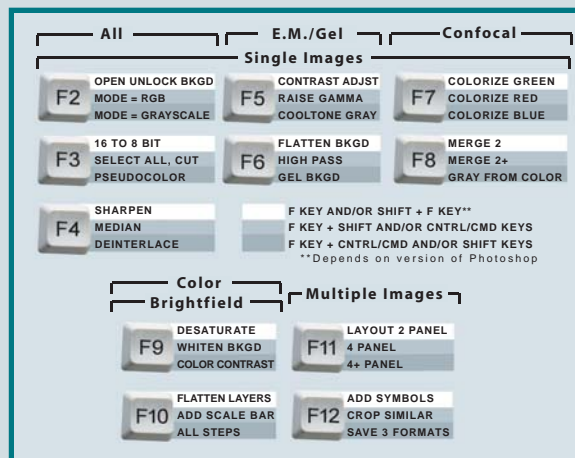 All
E.M./Gel
Confocal
Single Images
F2
OPEN UNLOCK BKGD
MODE = RGB
MODE = GRAYSCALE
F5
CONTRAST ADJST
RAISE GAMMA
COOLTONE GRAY
F7
COLORIZE GREEN
COLORIZE RED
COLORIZE BLUE
F3
16 TO 8 BIT
SELECT ALL, CUT
PSEUDOCOLOR
F6
FLATTEN BKGD
HIGH PASS
GEL BKGD
F8
MERGE 2
MERGE 2+
GRAY FROM COLOR
F4
SHARPEN
MEDIAN
DEINTERLACE
F KEY AND/OR SHIFT + F KEY**
F KEY + SHIFT AND/OR CNTRL/CMD KEYS
F KEY + CNTRL/CMD AND/OR SHIFT KEYS
**Depends on version of Photoshop
Color
Brightfield
Multiple Images
F9
DESATURATE
WHITEN BKGD
COLOR CONTRAST
F11
LAYOUT 2 PANEL
4 PANEL
4+ PANEL
F10
FLATTEN LAYERS
ADD SCALE BAR
ALL STEPS
F12
ADD SYMBOLS
CROP SIMILAR
SAVE 3 FORMATS